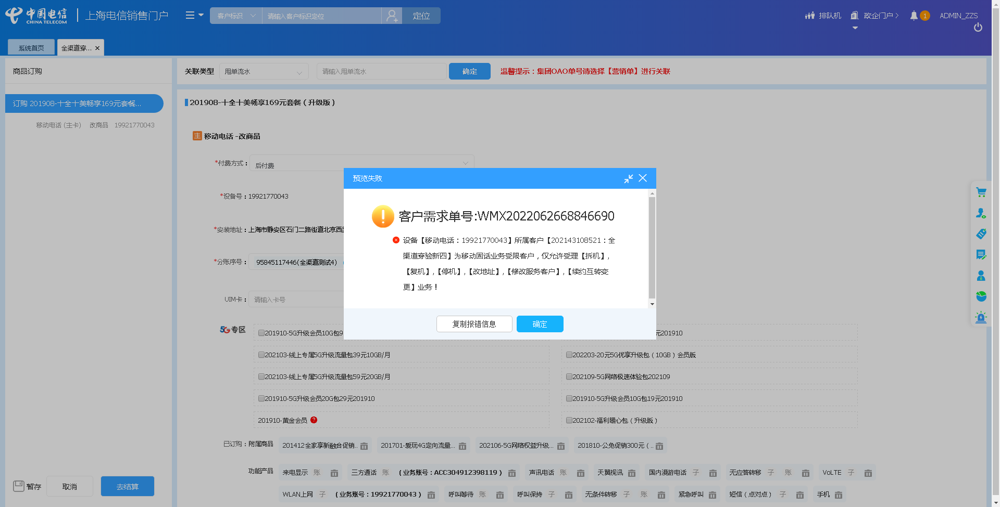 中国电信
CHINA TELECOM
上海电信销售门户
客户标识
请输入客户标识定位
定位
排队机
政企门户
1
ADMIN_ZZS
系统首页
全渠道穿...
商品订购
关联类型
甩单流水
请输入甩单流水
确定
温馨提示：集团OAO单号请选择【营销单】进行关联
订购 201908-十全十美畅享169元套餐...
移动电话 (主卡) 改商品 19921770043
201908-十全十美畅享169元套餐（升级版）
主 移动电话 -改商品
*付费方式：
后付费
*设备号：19921770043
*安装地址：上海市静安区石门二路街道北京西
*分账序号：
95845117446(全渠道测试4)
UIM卡：
请输入卡号
预览失败
客户需求单号:WMX2022062668846690
设备【移动电话：19921770043】所属客户【202143108521：全
渠道穿验新四】为移动固话业务受限客户，仅允许受理【拆机】，
【复机】，【停机】，【改地址】，【修改服务客户】，【续约互转变
更】业务！
复制报错信息
确定
5G专区
201910-5G升级会员10G包9
元201910
202103-线上专属5G升级流量包39元10GB/月
202203-20元5G优享升级包（10GB）会员版
202103-线上专属5G升级流量包59元20GB/月
202109-5G网络极速体验包202109
201910-5G升级会员20G包29元201910
201910-5G升级会员10G包19元201910
201910-黄金会员
202102-福利暖心包（升级版）
已订购：附属商品
201412全家享新融合促销..
201701-爱玩4G定向流量...
202106-5G网络权益升级...
201810-公免促销300元（..
功能产品
来电显示 账
三方通话 账 （业务账号：ACC304912398119）
声讯电话 账
天翼视讯
国内漫游电话 子
无应答转移 子 账
VoLTE 子
WLAN上网 子 （业务账号：19921770043）
呼叫等待 账
呼叫保持 子
无条件转移 子 账
紧急呼叫
短信（点对点） 子
手机
暂存
取消
去结算